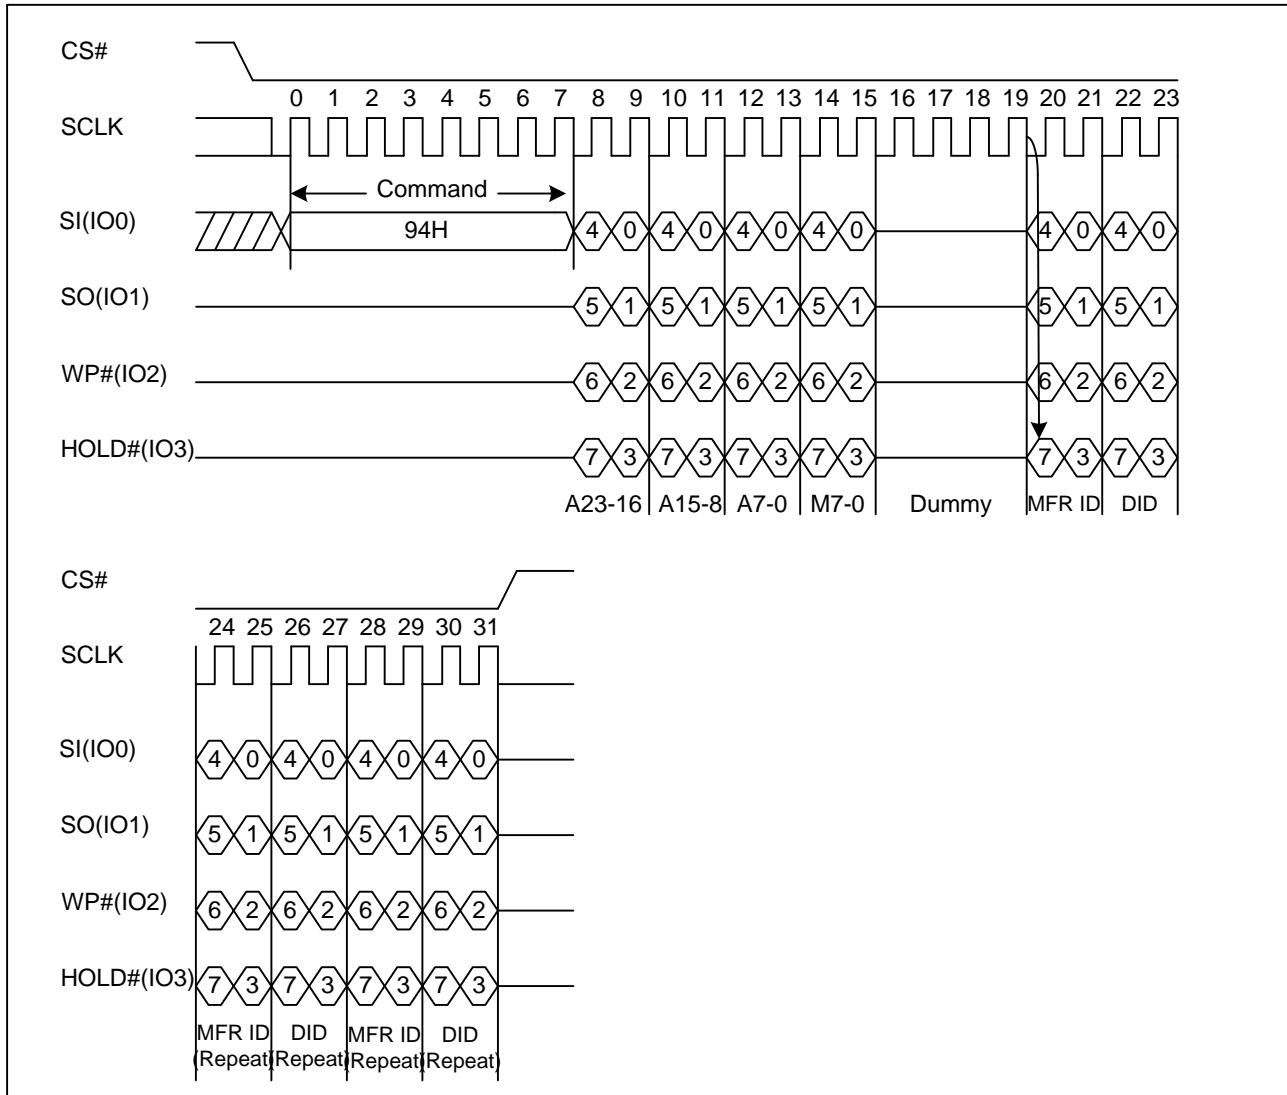 CS#
0 1 2 3 4 5 6 7 8 9 10 11 12 13 14 15 16 17 18 19 20 21 22 23
SCLK
Command
SI(IO0) 94H 4 0 4 0 4 0 4 0 4 0 4 0
SO(IO1) 5 1 5 1 5 1 5 1 5 1 5 1
WP#(IO2) 6 2 6 2 6 2 6 2 6 2 6 2
HOLD#(IO3) 7 3 7 3 7 3 7 3 7 3 7 3
A23-16 A15-8 A7-0 M7-0 Dummy MFR ID DID
CS#
24 25 26 27 28 29 30 31
SCLK
SI(IO0) 4 0 4 0 4 0 4 0
SO(IO1) 5 1 5 1 5 1 5 1
WP#(IO2) 6 2 6 2 6 2 6 2
HOLD#(IO3) 7 3 7 3 7 3 7 3
MFR ID DID MFR ID DID
(Repeat) (Repeat) (Repeat) (Repeat)